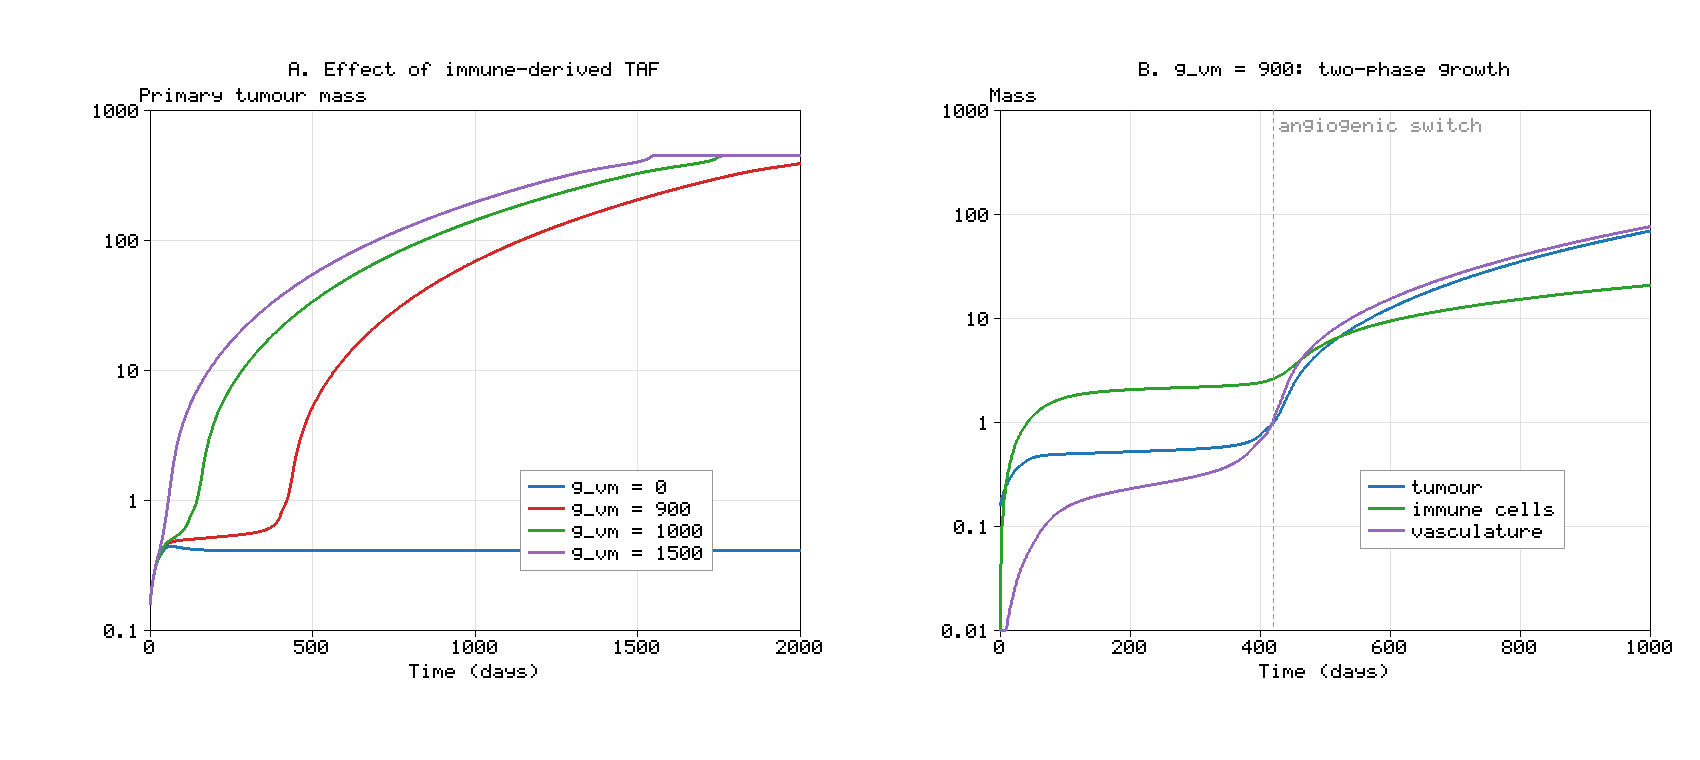 A. Effect of immune-derived TAF
Primary tumour mass
1000
100
10
1
0.1
0
500
1000
1500
2000
Time (days)
g_vm = 0
g_vm = 900
g_vm = 1000
g_vm = 1500
B. g_vm = 900: two-phase growth
Mass
angiogenic switch
1000
100
10
1
0.1
0.01
0
200
400
600
800
1000
Time (days)
tumour
immune cells
vasculature